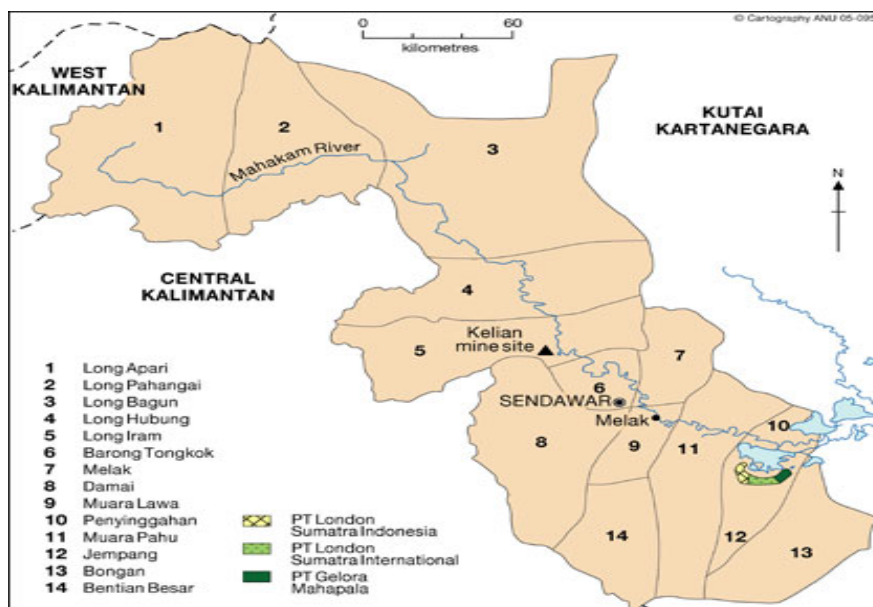 0 60
kilometres
© Cartography ANU 05-095
WEST
KALIMANTAN
KUTAI
KARTANEGARA
1
2
3
Mahakam River
N
CENTRAL
KALIMANTAN
4
Kelian
mine site
5
7
6
SENDAWAR
Melak
8
9
11
10
14
12
13
1 Long Apari
2 Long Pahangai
3 Long Bagun
4 Long Hubung
5 Long Iram
6 Barong Tongkok
7 Melak
8 Damai
9 Muara Lawa
10 Penyinggahan
11 Muara Pahu
12 Jempang
13 Bongan
14 Bentian Besar
PT London
Sumatra Indonesia
PT London
Sumatra International
PT Gelora
Mahapala